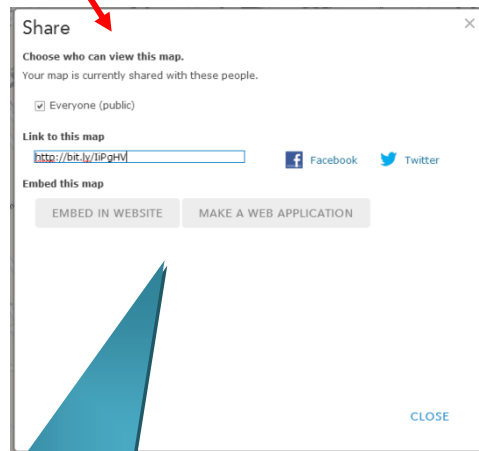 Share
Choose who can view this map.
Your map is currently shared with these people.
Everyone (public)
Link to this map
http://bit.ly/IiPgHV
Facebook
Twitter
Embed this map
EMBED IN WEBSITE
MAKE A WEB APPLICATION
CLOSE